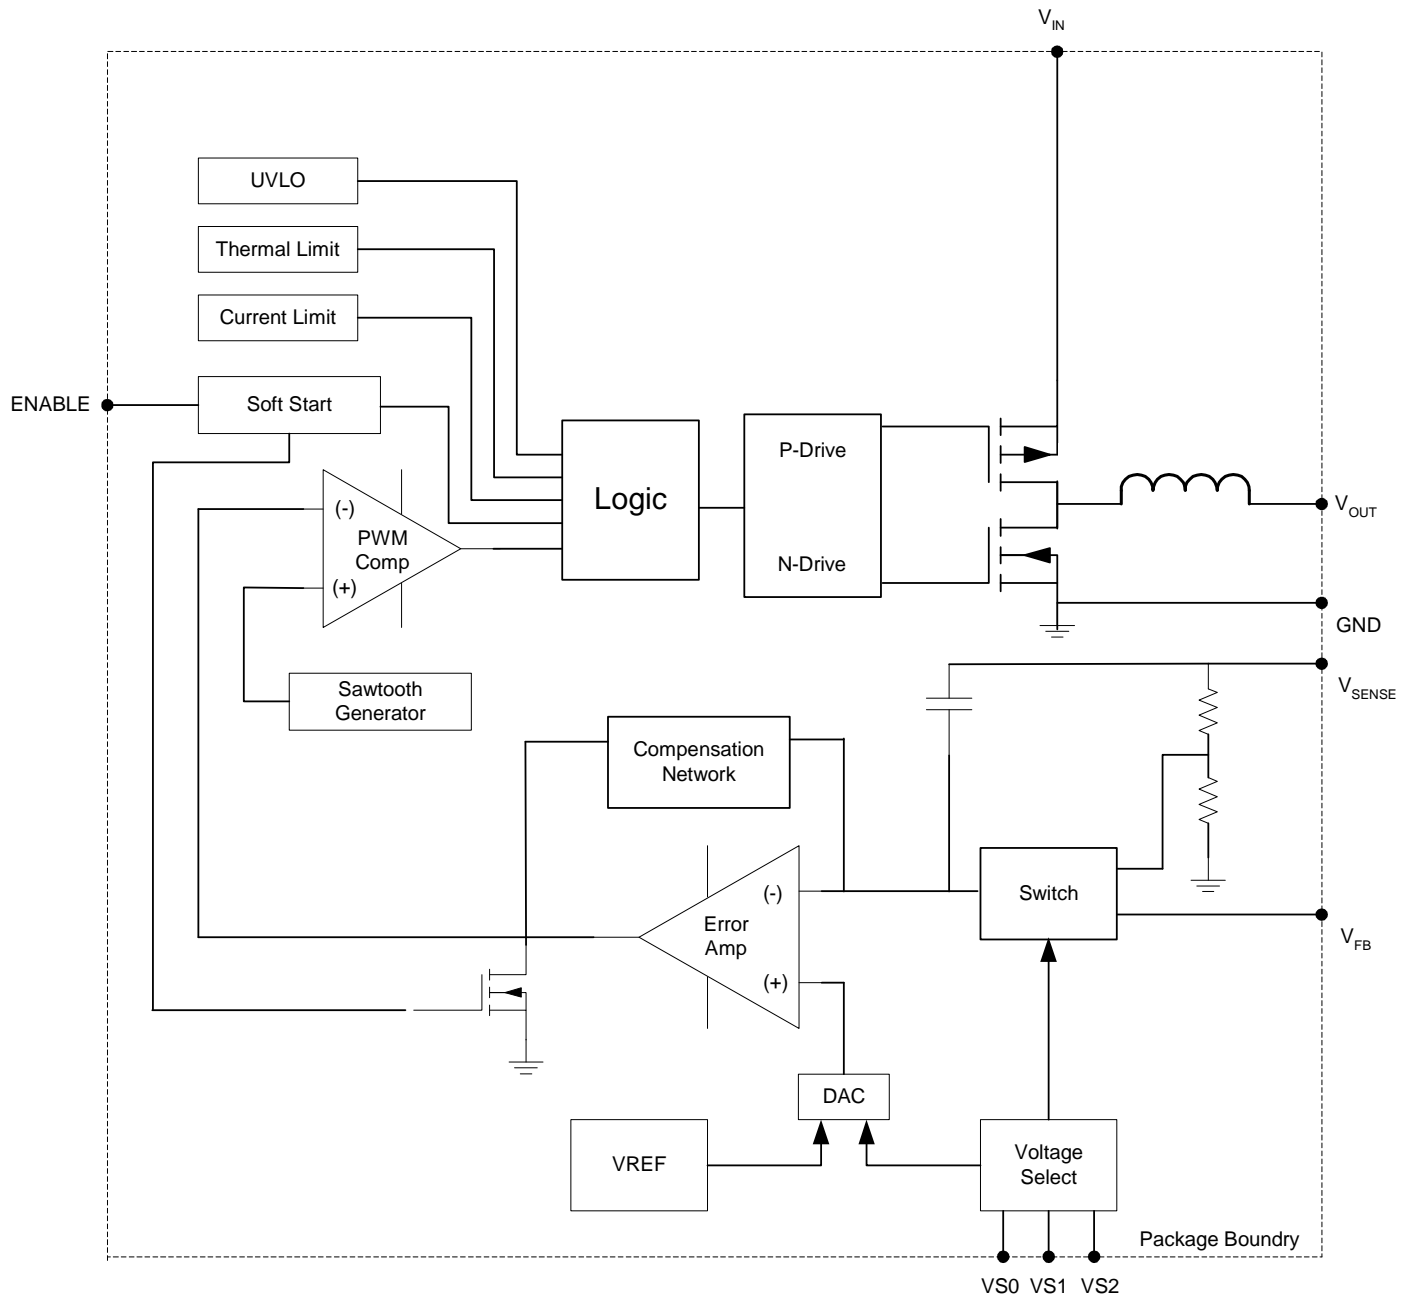 VIN
UVLO
Thermal Limit
Current Limit
ENABLE
Soft Start
(-)
PWM
Comp
(+)
Logic
P-Drive
N-Drive
VOUT
GND
VSENSE
Sawtooth
Generator
Compensation
Network
(-)
Error
Amp
(+)
Switch
VFB
DAC
VREF
Voltage
Select
Package Boundry
VS0 VS1 VS2